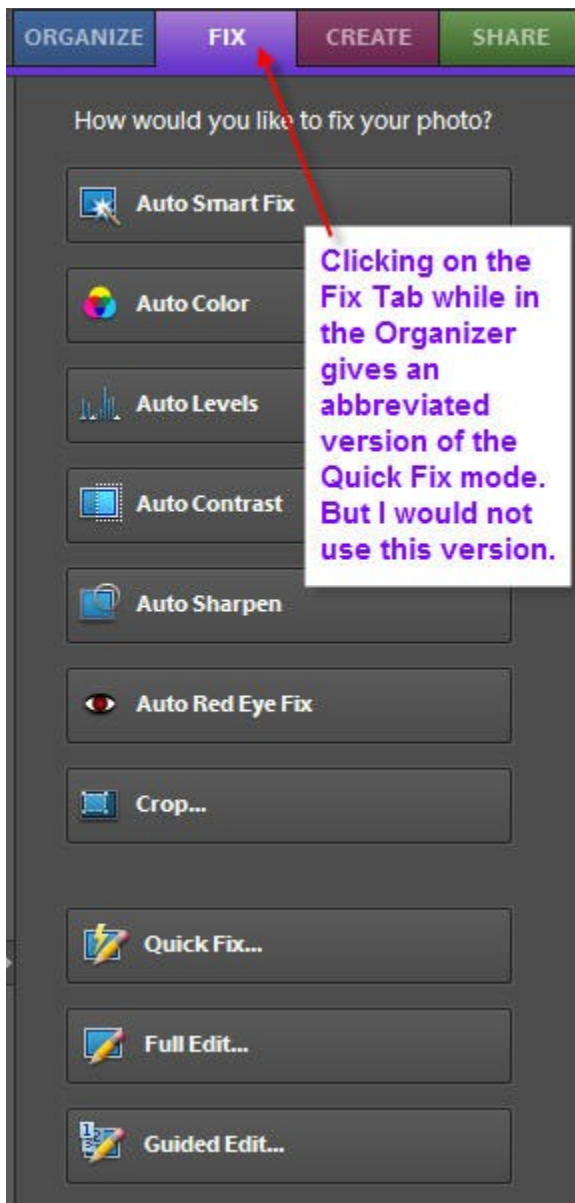 ORGANIZE FIX CREATE SHARE
How would you like to fix your photo?
Auto Smart Fix
Clicking on the
Fix Tab while in
the Organizer
gives an
abbreviated
version of the
Quick Fix mode.
But I would not
use this version.
Auto Color
Auto Levels
Auto Contrast
Auto Sharpen
Auto Red Eye Fix
Crop...
Quick Fix...
Full Edit...
Guided Edit...